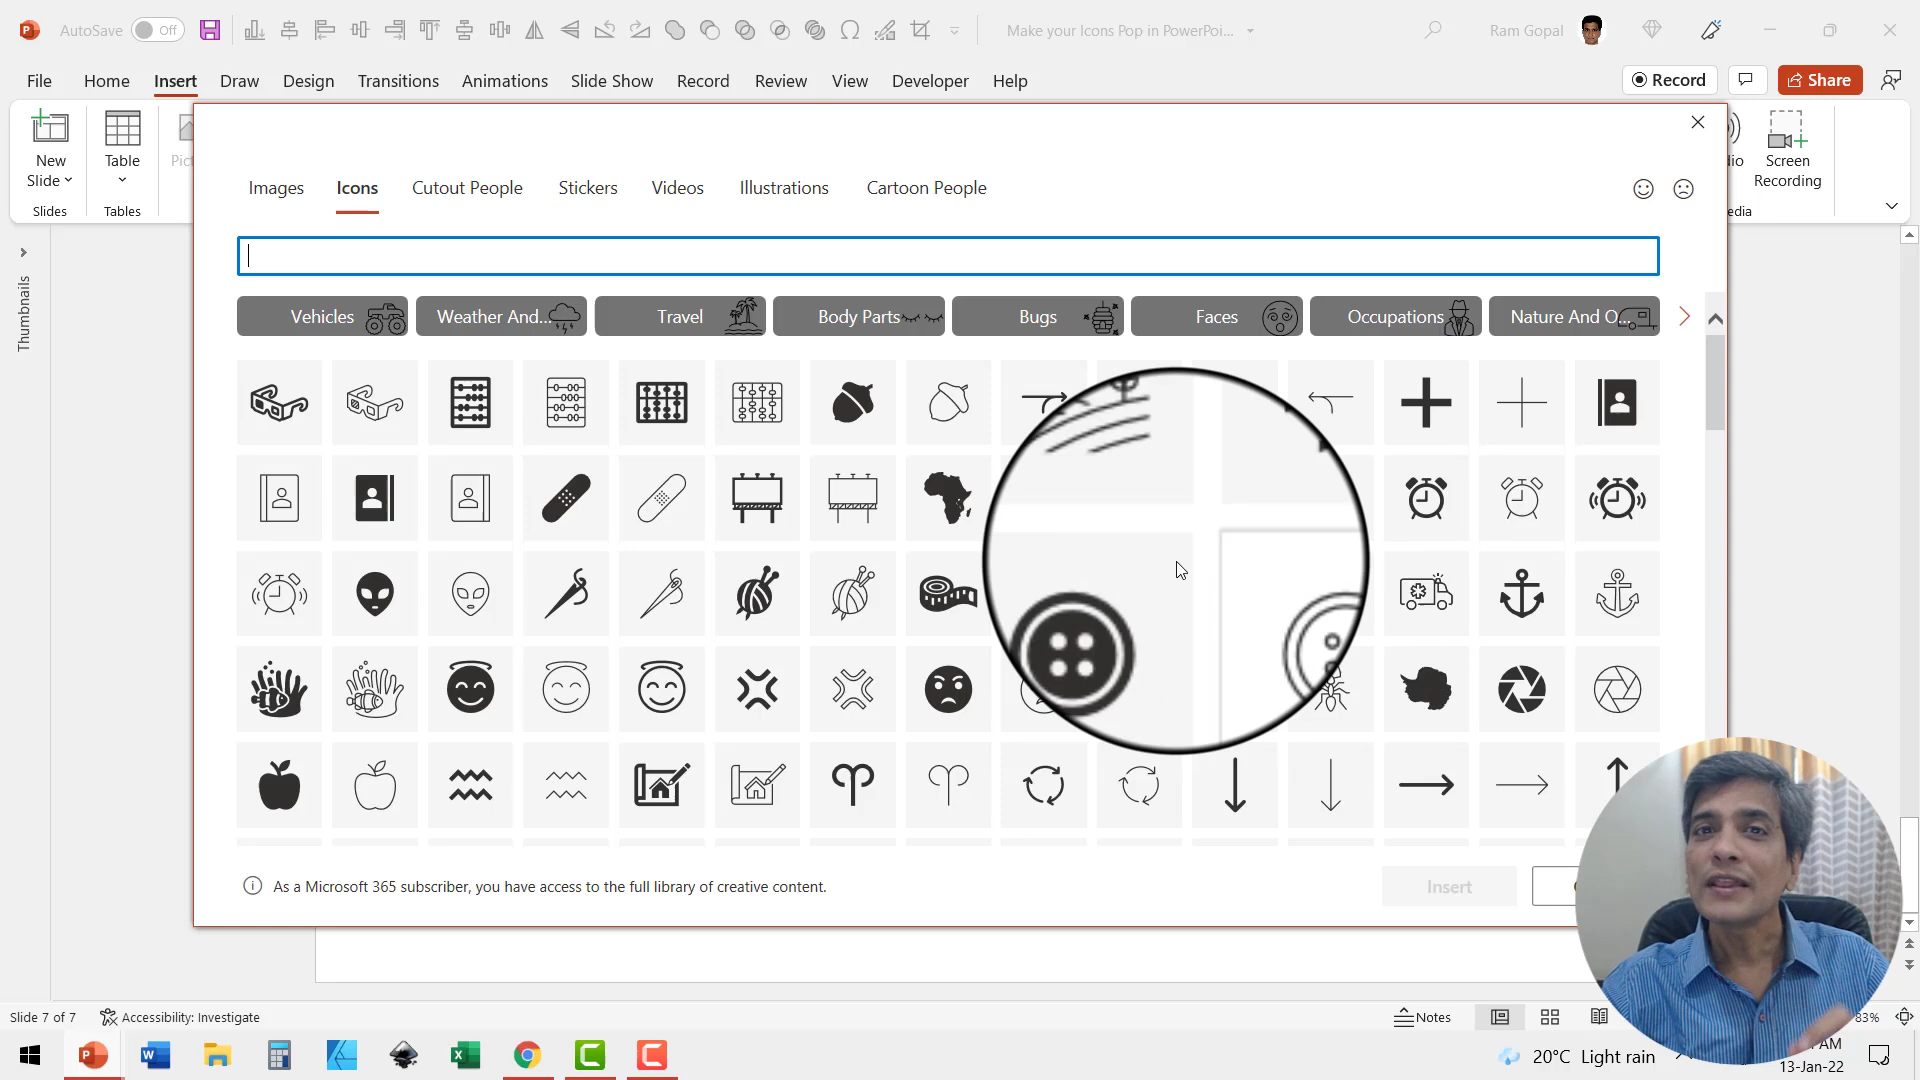 AutoSave
Off
Make your Icons Pop in PowerPoi...
Ram Gopal
File
Home
Insert
Draw
Design
Transitions
Animations
Slide Show
Record
Review
View
Developer
Help
Record
Share
New
Slide
Slides
Table
Tables
Pict
dio
Screen
Recording
edia
Images
Icons
Cutout People
Stickers
Videos
Illustrations
Cartoon People
Thumbnails
Vehicles
Weather And...
Travel
Body Parts
Bugs
Faces
Occupations
Nature And O...
As a Microsoft 365 subscriber, you have access to the full library of creative content.
Insert
Slide 7 of 7
Accessibility: Investigate
Notes
83%
20°C
Light rain
AM
13-Jan-22